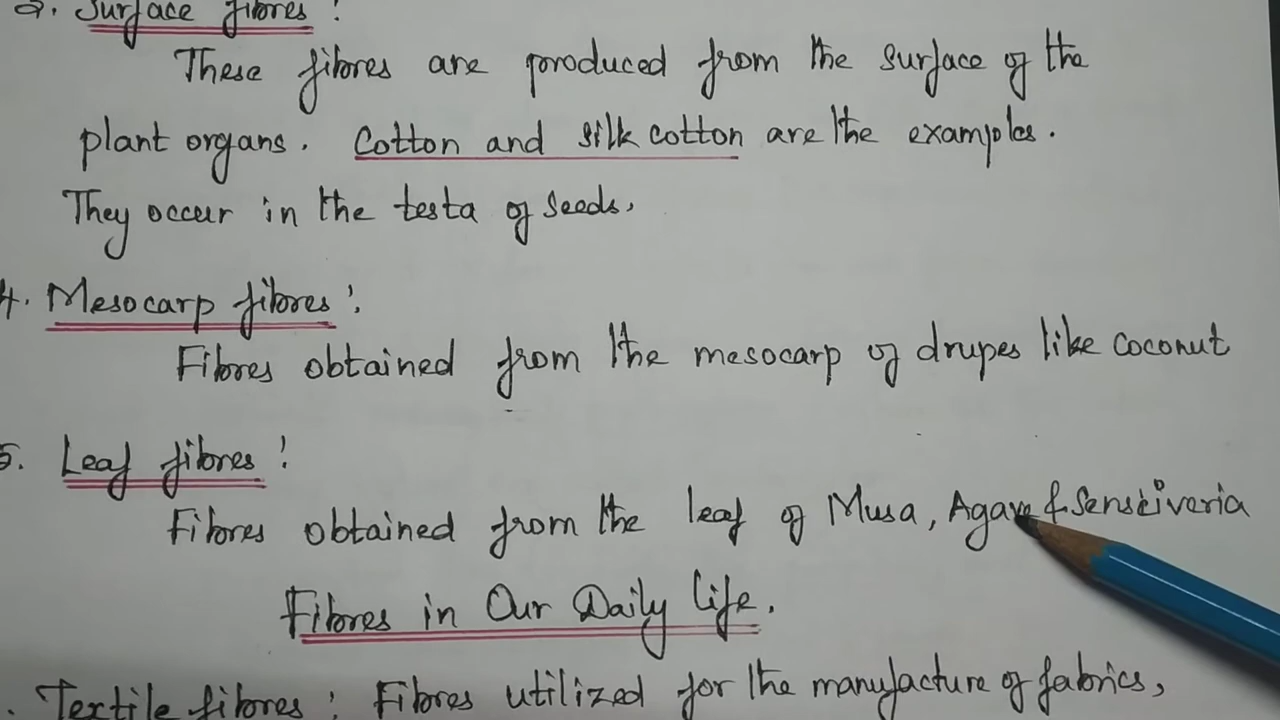 Surface fibres :
These fibres are produced from the surface of the
plant organs. Cotton and silk cotton are the examples.
They occur in the testa of seeds.
4. Mesocarp fibres :
Fibres obtained from the mesocarp of drupes like coconut
5. Leaf fibres :
Fibres obtained from the leaf of Musa, Agave & Senseiveria
Fibres in Our Daily life.
Textile fibres : Fibres utilized for the manufacture of fabrics,